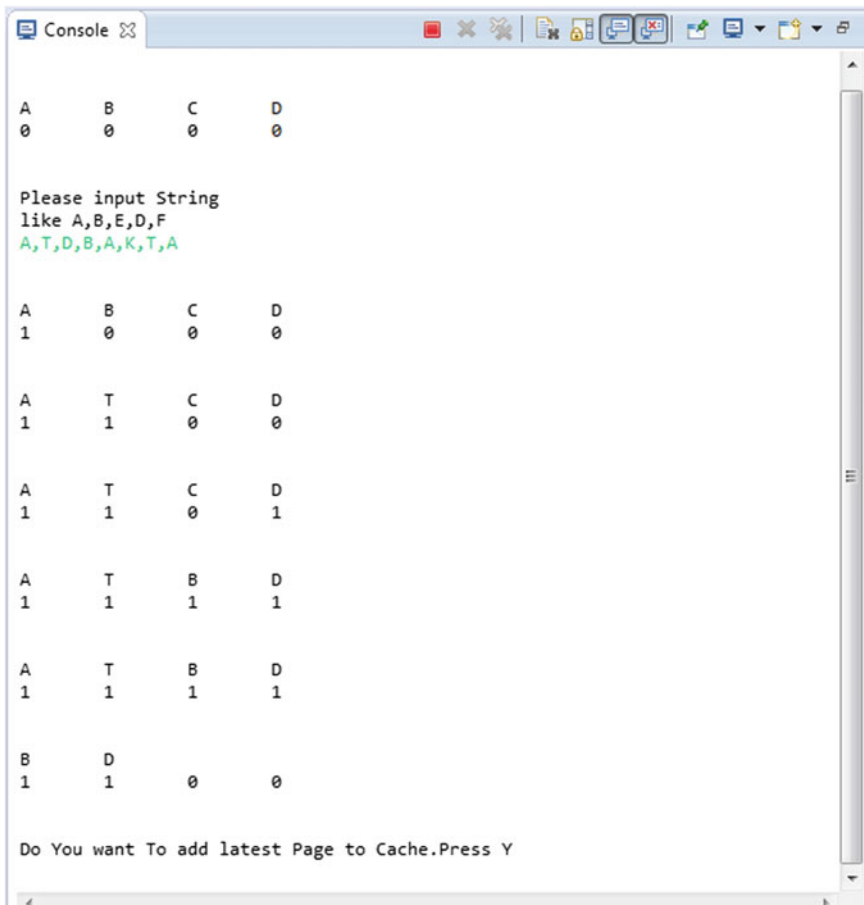 Console
A B C D
0 0 0 0
Please input String
like A,B,E,D,F
A,T,D,B,A,K,T,A
A B C D
1 0 0 0
A T C D
1 1 0 0
A T C D
1 1 0 1
A T B D
1 1 1 1
A T B D
1 1 1 1
B D
1 1 0 0
Do You want To add latest Page to Cache.Press Y